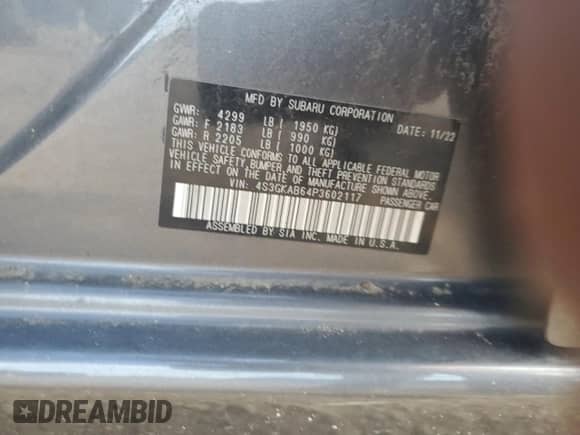 MFD BY SUBARU CORPORATION
GVWR: 4299 LB ( 1950 KG) DATE: 11/22
GAWR: F 2183 LB ( 990 KG)
GAWR: R 2205 LB ( 1000 KG)
THIS VEHICLE CONFORMS TO ALL APPLICABLE FEDERAL MOTOR
VEHICLE SAFETY, BUMPER, AND THEFT PREVENTION STANDARDS
IN EFFECT ON THE DATE OF MANUFACTURE SHOWN ABOVE.
VIN: 4S3GKAB64P3602117 PASSENGER CAR
ASSEMBLED BY SIA INC. MADE IN U.S.A.
DREAMBID